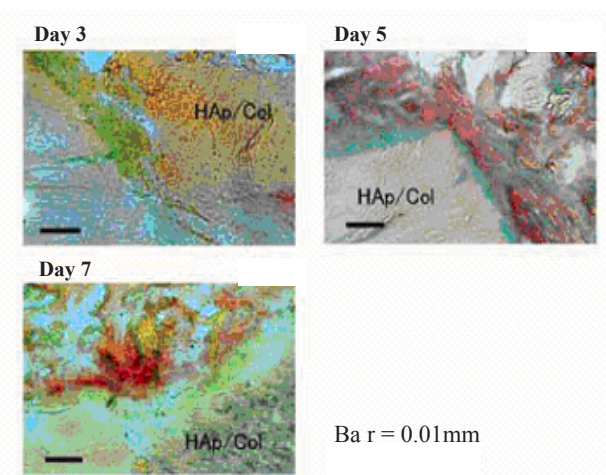 Day 3
Day 5
HAp/Col
HAp/Col
Day 7
HAp/Col
Ba r = 0.01mm